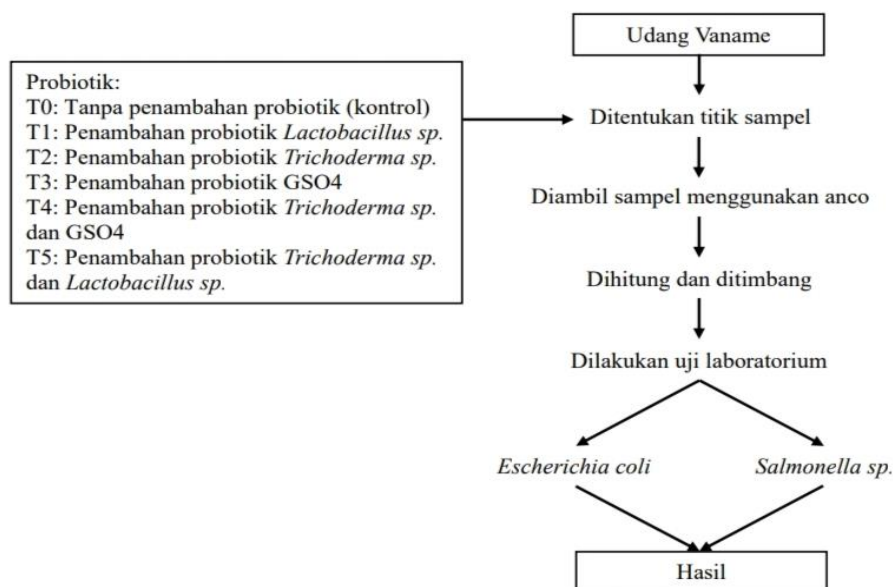 Udang Vaname
Probiotik:
T0: Tanpa penambahan probiotik (kontrol)
T1: Penambahan probiotik Lactobacillus sp.
T2: Penambahan probiotik Trichoderma sp.
T3: Penambahan probiotik GSO4
T4: Penambahan probiotik Trichoderma sp.
dan GSO4
T5: Penambahan probiotik Trichoderma sp.
dan Lactobacillus sp.
Ditentukan titik sampel
Diambil sampel menggunakan anco
Dihitung dan ditimbang
Dilakukan uji laboratorium
Escherichia coli
Salmonella sp.
Hasil